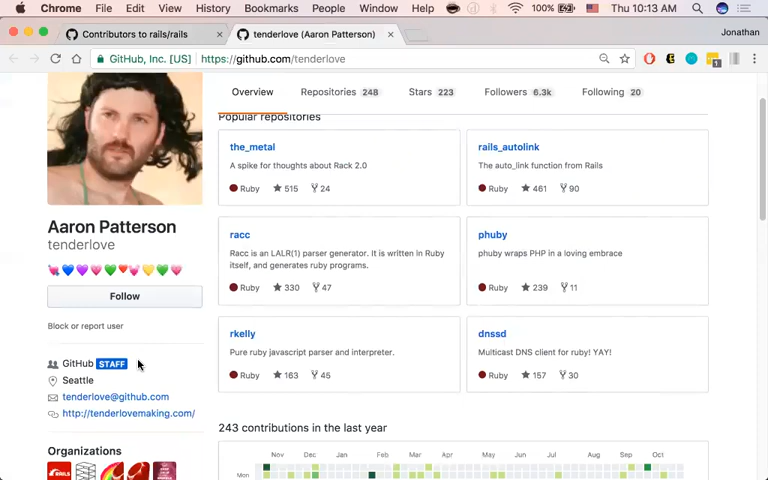 Chrome File Edit View History Bookmarks People Window Help 100% Thu 10:13 AM
Contributors to rails/rails × tenderlove (Aaron Patterson) × Jonathan
GitHub, Inc. [US] https://github.com/tenderlove
Overview Repositories 248 Stars 223 Followers 6.3k Following 20
Popular repositories
the_metal
A spike for thoughts about Rack 2.0
Ruby 515 24
rails_autolink
The auto_link function from Rails
Ruby 461 90
Aaron Patterson
tenderlove
Follow
Block or report user
GitHub STAFF
Seattle
tenderlove@github.com
http://tenderlovemaking.com/
Organizations
racc
Racc is an LALR(1) parser generator. It is written in Ruby
itself, and generates ruby programs.
Ruby 330 47
phuby
phuby wraps PHP in a loving embrace
Ruby 239 11
rkelly
Pure ruby javascript parser and interpreter.
Ruby 163 45
dnssd
Multicast DNS client for ruby! YAY!
Ruby 157 30
243 contributions in the last year
Nov Dec Jan Feb Mar Apr May Jun Jul Aug Sep Oct
Mon